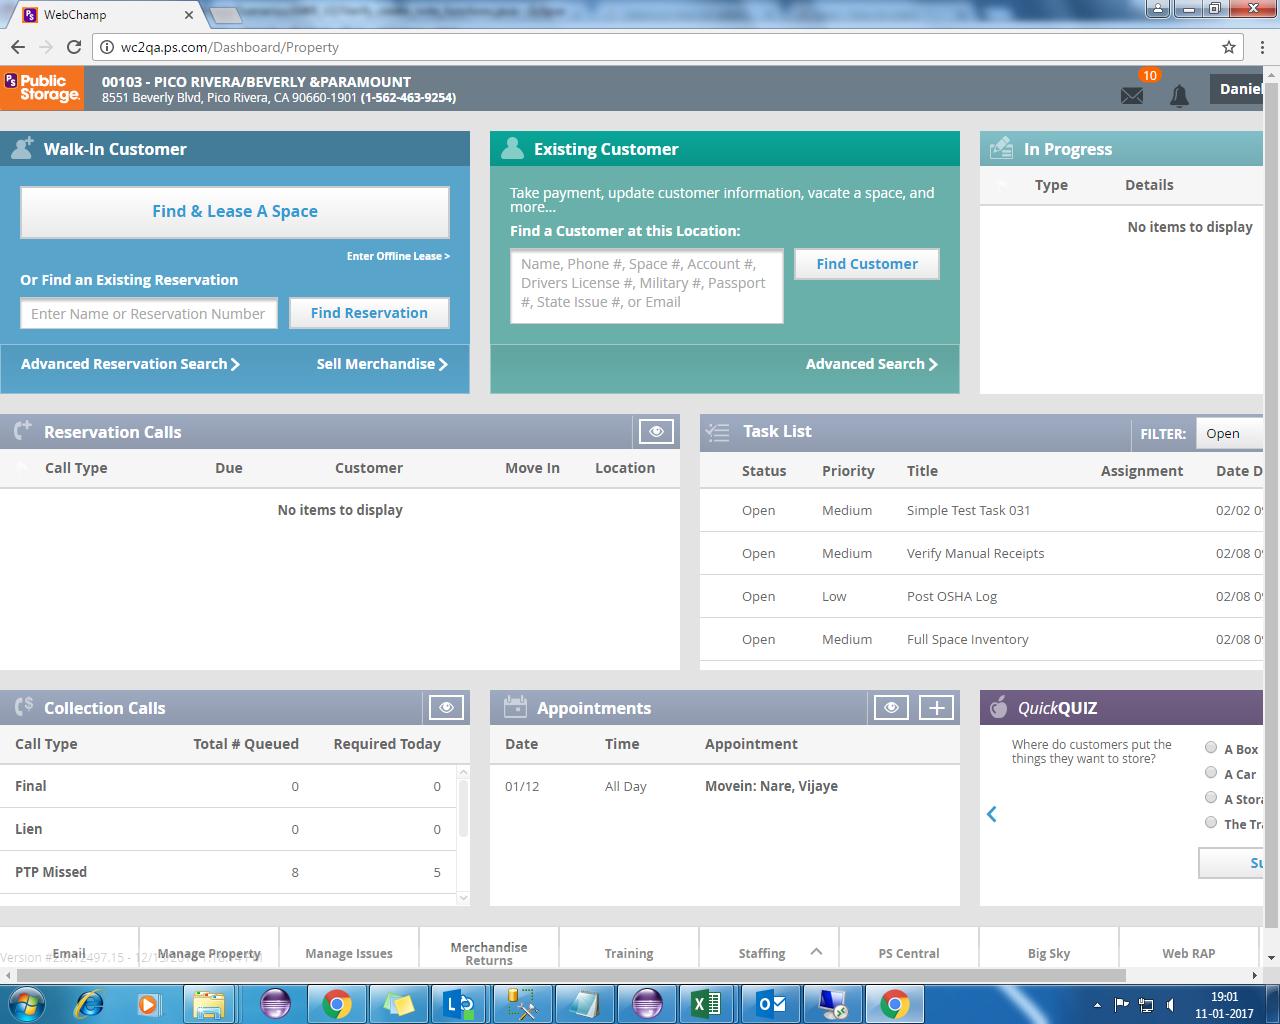 WebChamp
wc2qa.ps.com/Dashboard/Property
PS Public Storage.
00103 - PICO RIVERA/BEVERLY &PARAMOUNT
8551 Beverly Blvd, Pico Rivera, CA 90660-1901 (1-562-463-9254)
10
Daniel
Walk-In Customer
Find & Lease A Space
Enter Offline Lease >
Or Find an Existing Reservation
Enter Name or Reservation Number
Find Reservation
Advanced Reservation Search
Sell Merchandise
Existing Customer
Take payment, update customer information, vacate a space, and
more...
Find a Customer at this Location:
Name, Phone #, Space #, Account #,
Drivers License #, Military #, Passport
#, State Issue #, or Email
Find Customer
Advanced Search
In Progress
Type Details
No items to display
Reservation Calls
Call Type Due Customer Move In Location
No items to display
Task List
FILTER: Open
Status Priority Title Assignment Date D
Open Medium Simple Test Task 031 02/02 09
Open Medium Verify Manual Receipts 02/08 09
Open Low Post OSHA Log 02/08 09
Open Medium Full Space Inventory 02/08 09
Collection Calls
Call Type Total # Queued Required Today
Final 0 0
Lien 0 0
PTP Missed 8 5
Appointments
Date Time Appointment
01/12 All Day Movein: Nare, Vijaye
QuickQUIZ
Where do customers put the
things they want to store?
A Box
A Car
A Stora
The Tra
Su
Email
Manage Property
Manage Issues
Merchandise
Returns
Training
Staffing
PS Central
Big Sky
Web RAP
19:01
11-01-2017